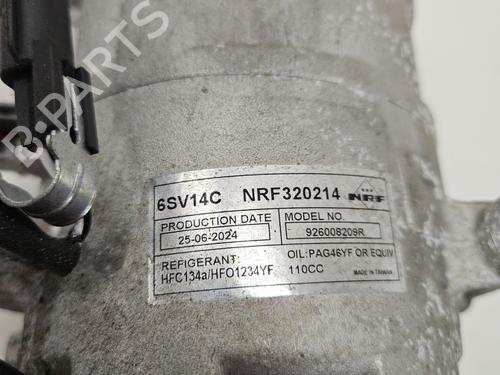 B-PARTS
6SV14C NRF320214 NRF
PRODUCTION DATE MODEL NO.
25-06-2024 926008209R
REFIGERANT: OIL:PAG46YF OR EQUIV
HFC134a/HFO1234YF 110CC MADE IN TAIWAN